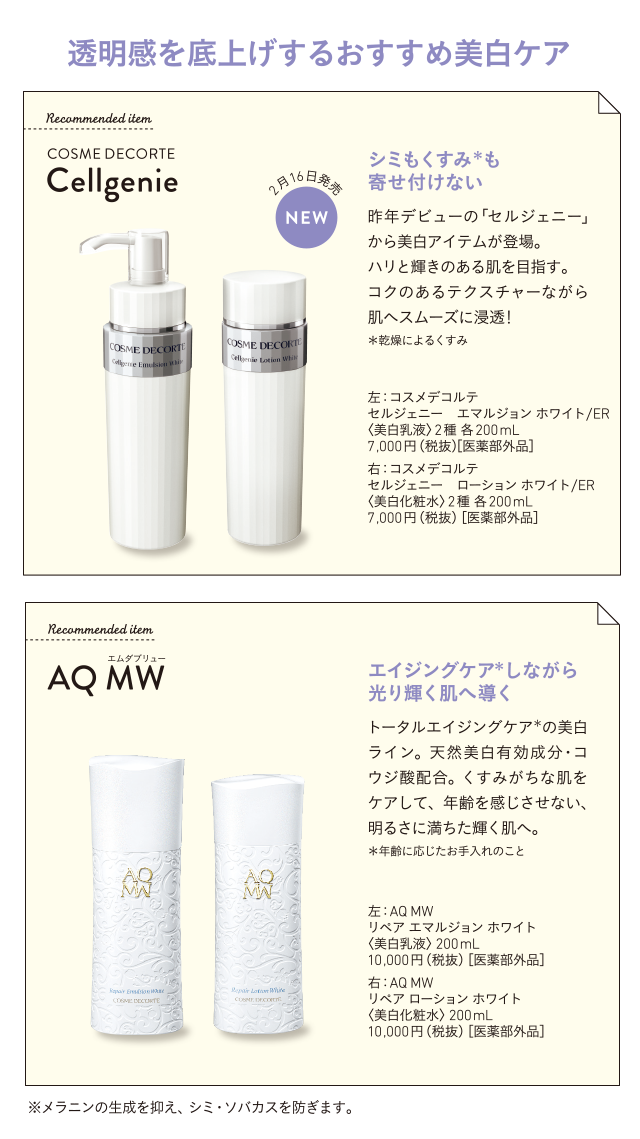 透明感を底上げするおすすめ美白ケア
Recommended item
COSME DECORTE
Cellgenie
2月16日発売
NEW
シミもくすみ＊も
寄せ付けない
昨年デビューの「セルジェニー」
から美白アイテムが登場。
ハリと輝きのある肌を目指す。
コクのあるテクスチャーながら
肌へスムーズに浸透！
＊乾燥によるくすみ
COSME DECORTE
Cellgenie Emulsion White
COSME DECORTE
Cellgenie Lotion White
左：コスメデコルテ
セルジェニー　エマルジョン ホワイト/ER
〈美白乳液〉2種 各200mL
7,000円（税抜）［医薬部外品］
右：コスメデコルテ
セルジェニー　ローション ホワイト/ER
〈美白化粧水〉2種 各200mL
7,000円（税抜）［医薬部外品］
Recommended item
エムダブリュー
AQ MW
エイジングケア＊しながら
光り輝く肌へ導く
トータルエイジングケア＊の美白
ライン。天然美白有効成分・コ
ウジ酸配合。くすみがちな肌を
ケアして、年齢を感じさせない、
明るさに満ちた輝く肌へ。
＊年齢に応じたお手入れのこと
AQ
MW
Repair Emulsion White
COSME DECORTE
AQ
MW
Repair Lotion White
COSME DECORTE
左：AQ MW
リペア エマルジョン ホワイト
〈美白乳液〉200mL
10,000円（税抜）［医薬部外品］
右：AQ MW
リペア ローション ホワイト
〈美白化粧水〉200mL
10,000円（税抜）［医薬部外品］
※メラニンの生成を抑え、シミ・ソバカスを防ぎます。